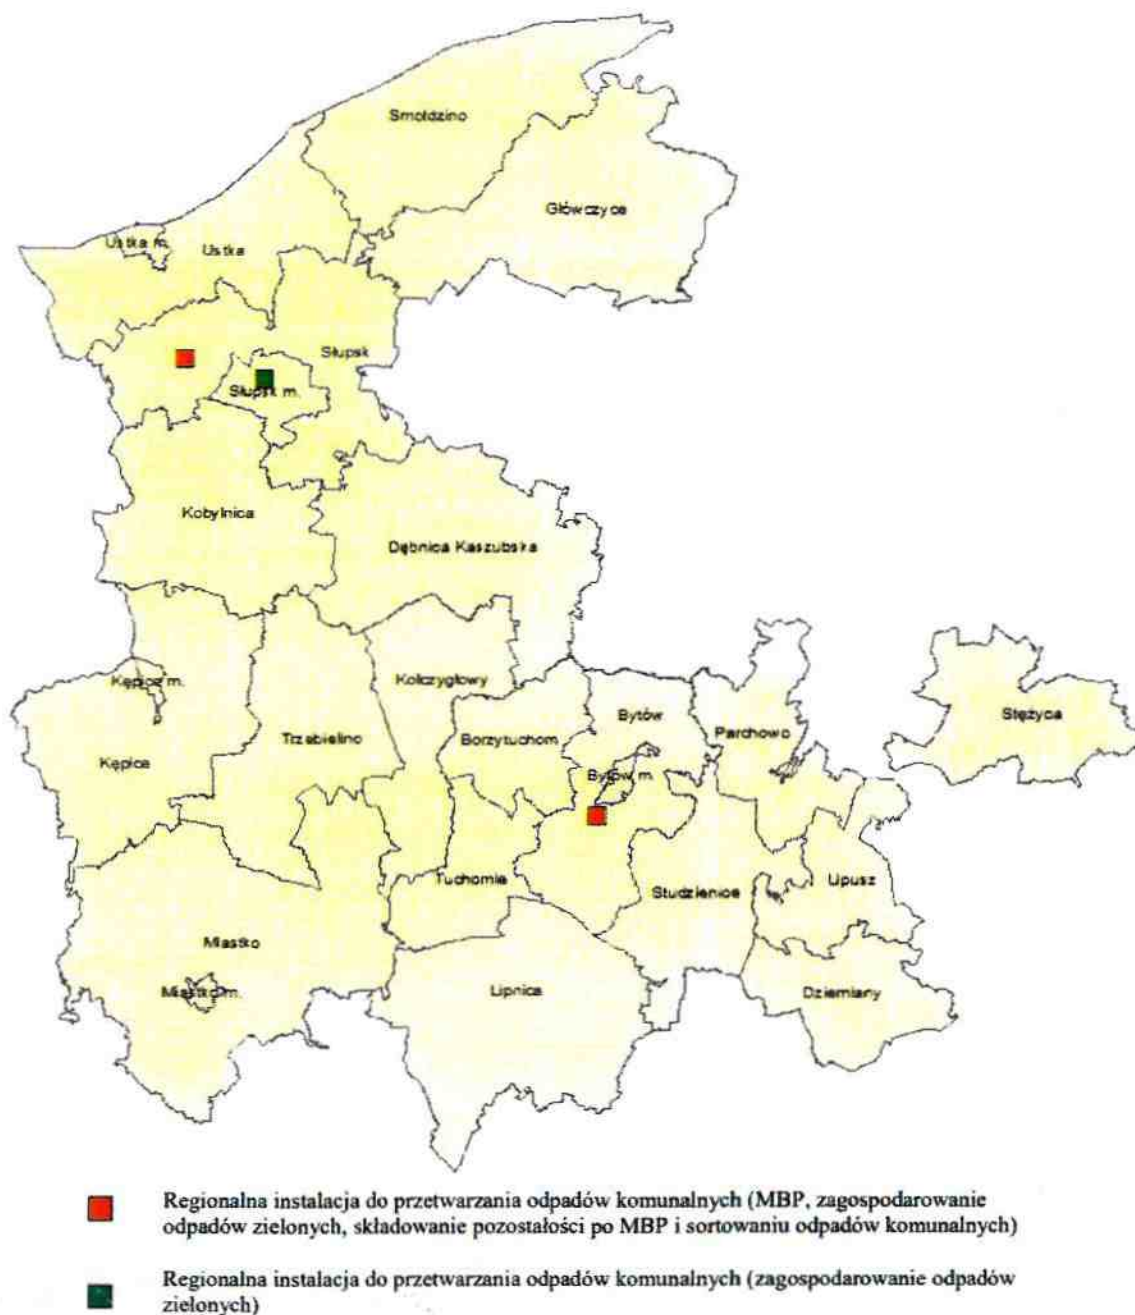 Smołdzino
Główczyce
Ustka m.
Ustka
Słupsk
Słupsk m.
Kobylnica
Dębnica Kaszubska
Kępice m.
Kołczygłowy
Stężyca
Bytów
Parchowo
Trzebielino
Borzytuchom
Kępice
Bytów m.
Tuchomie
Studzienice
Lipusz
Miastko
Miastko m.
Lipnica
Dziemiany
Regionalna instalacja do przetwarzania odpadów komunalnych (MBP, zagospodarowanie
odpadów zielonych, składowanie pozostałości po MBP i sortowaniu odpadów komunalnych)
Regionalna instalacja do przetwarzania odpadów komunalnych (zagospodarowanie odpadów
zielonych)